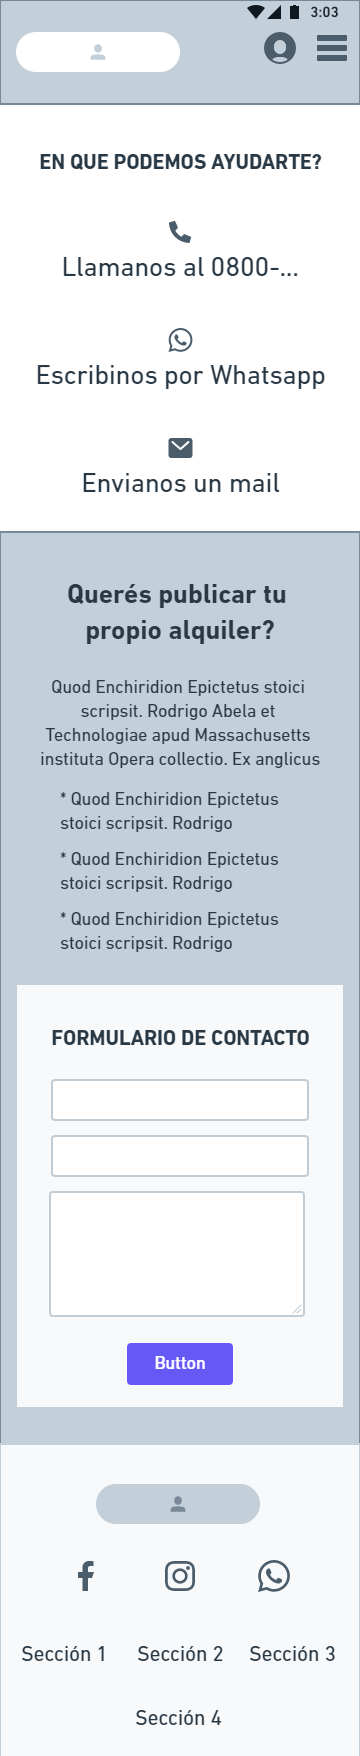 3:03
EN QUE PODEMOS AYUDARTE?
Llamanos al 0800-...
Escribinos por Whatsapp
Envianos un mail
Querés publicar tu
propio alquiler?
Quod Enchiridion Epictetus stoici
scripsit. Rodrigo Abela et
Technologiae apud Massachusetts
instituta Opera collectio. Ex anglicus
* Quod Enchiridion Epictetus
stoici scripsit. Rodrigo
* Quod Enchiridion Epictetus
stoici scripsit. Rodrigo
* Quod Enchiridion Epictetus
stoici scripsit. Rodrigo
FORMULARIO DE CONTACTO
Button
Sección 1 Sección 2 Sección 3
Sección 4